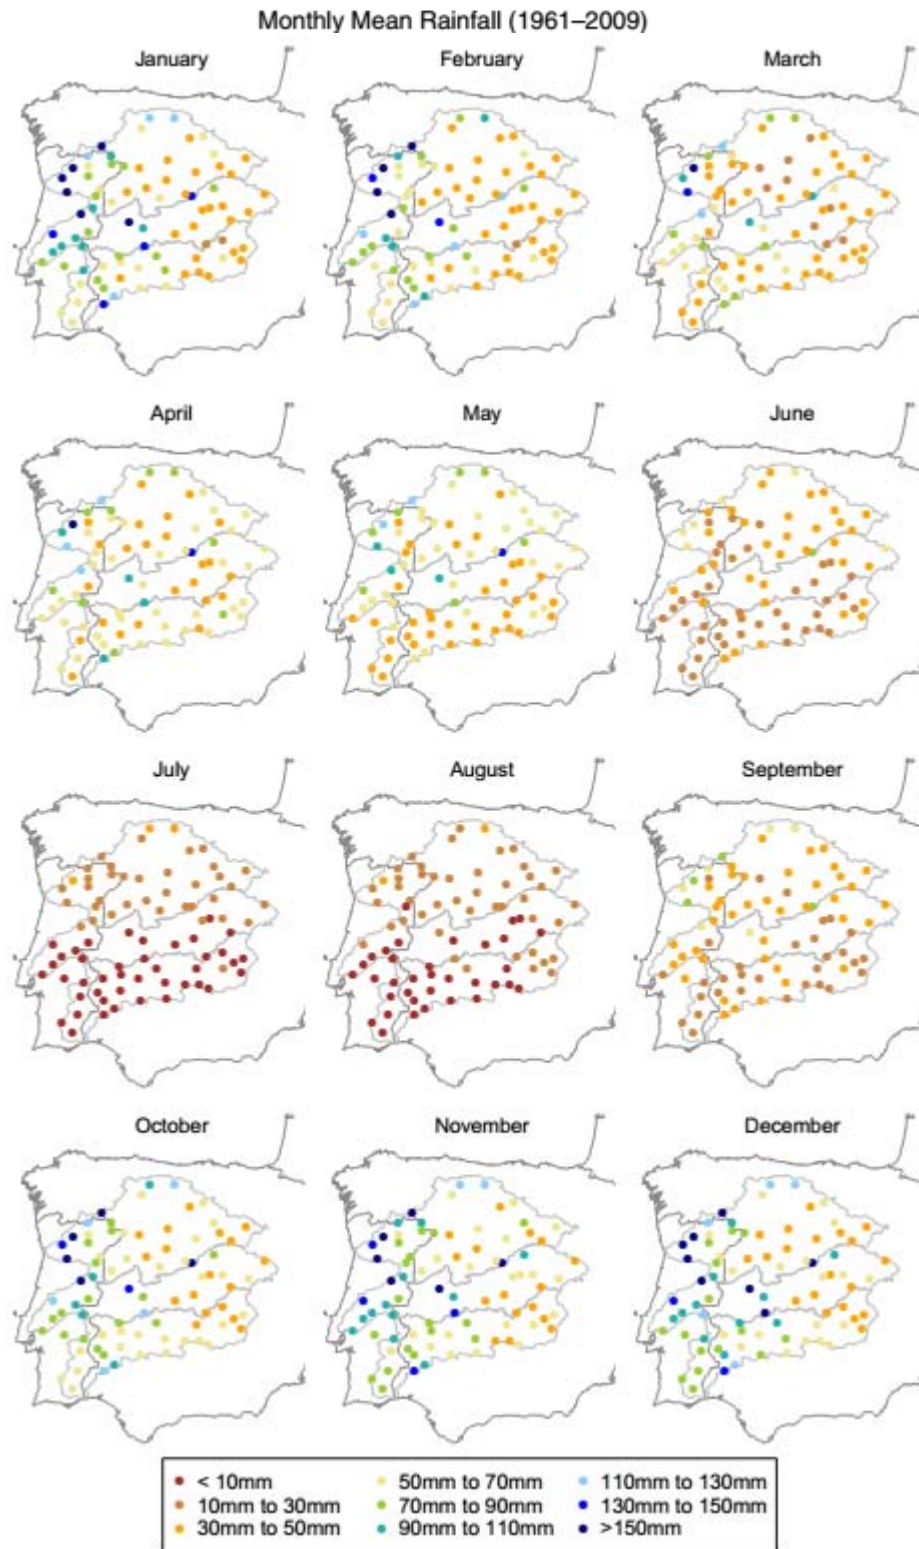 Monthly Mean Rainfall (1961–2009)
January February March
April May June
July August September
October November December
< 10mm 50mm to 70mm 110mm to 130mm
10mm to 30mm 70mm to 90mm 130mm to 150mm
30mm to 50mm 90mm to 110mm >150mm